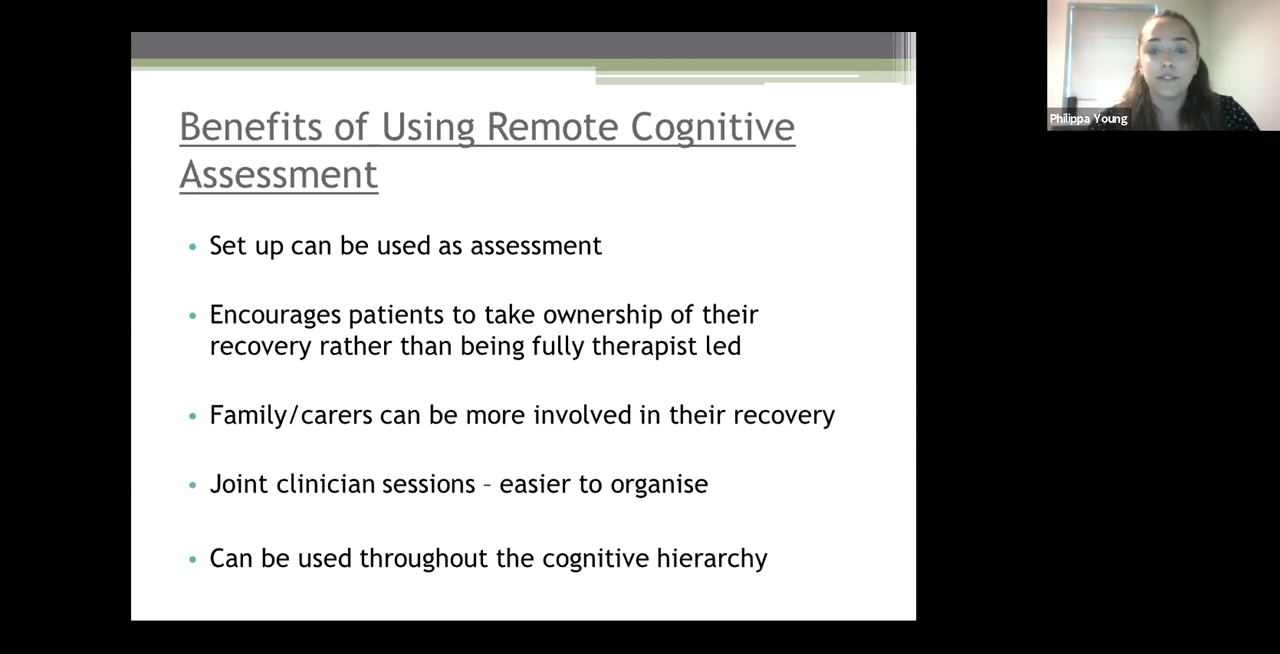 Benefits of Using Remote Cognitive
Assessment
• Set up can be used as assessment
• Encourages patients to take ownership of their
recovery rather than being fully therapist led
• Family/carers can be more involved in their recovery
• Joint clinician sessions – easier to organise
• Can be used throughout the cognitive hierarchy
Philippa Young